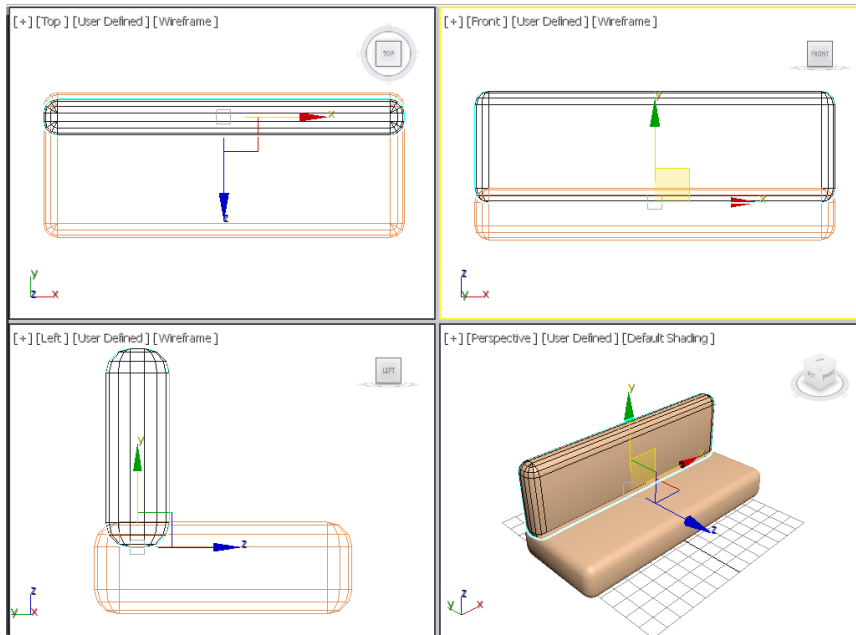 [+] [Top] [User Defined] [Wireframe]
TOP
x
z
y
z x
[+] [Front] [User Defined] [Wireframe]
FRONT
y
x
z
y x
[+] [Left] [User Defined] [Wireframe]
LEFT
y
z
z
y x
[+] [Perspective] [User Defined] [Default Shading]
y
x
z
z
y x